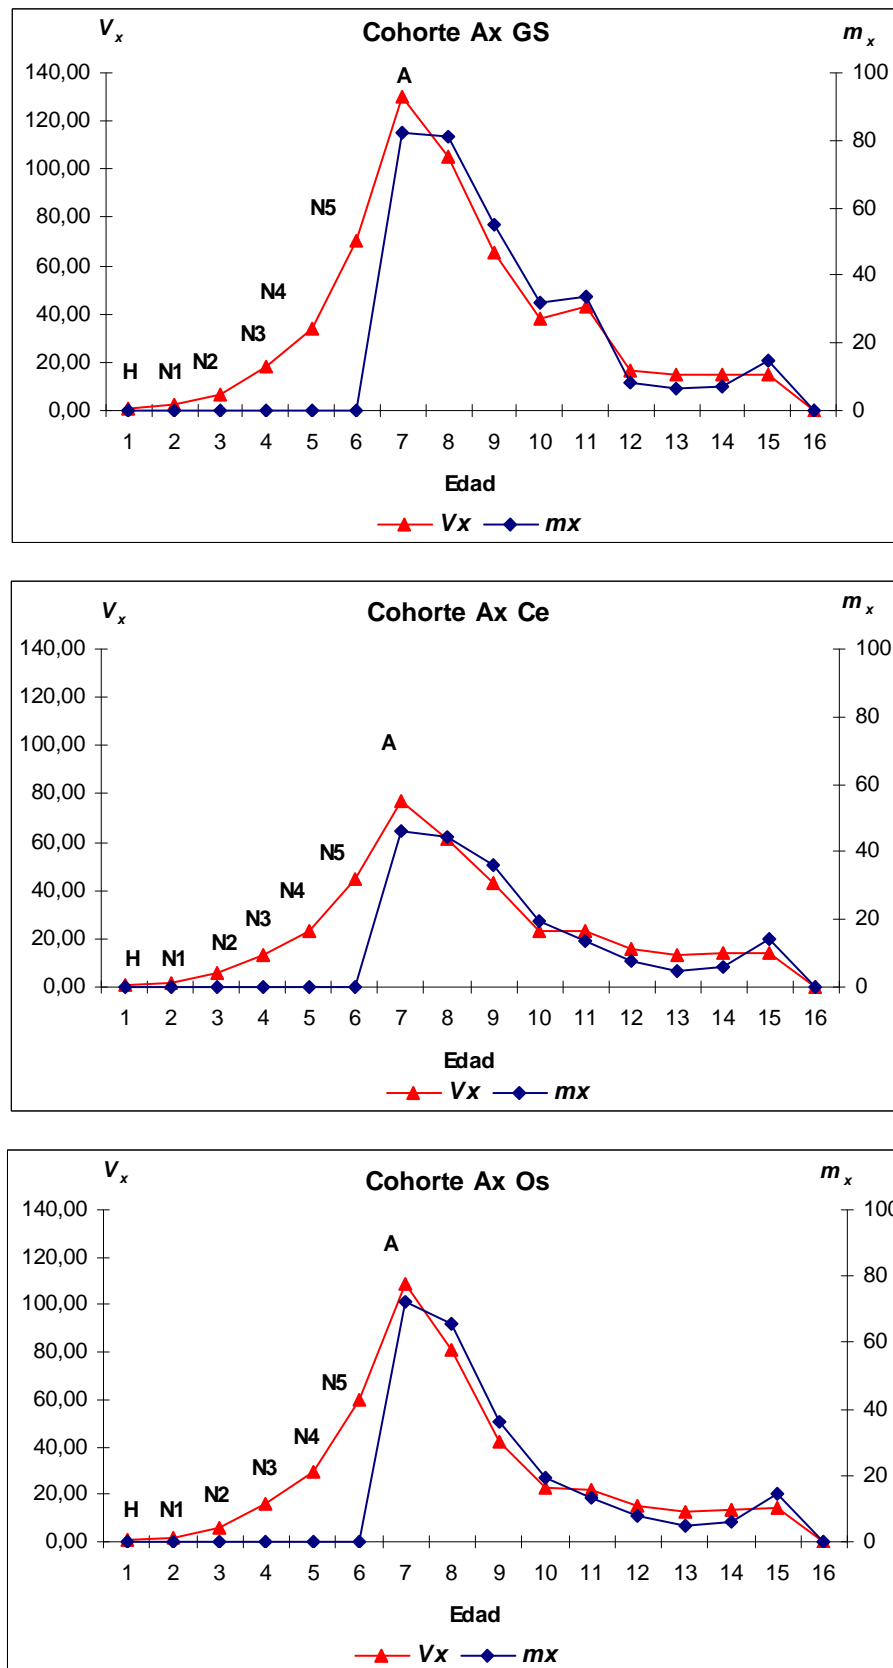 Vx Cohorte Ax GS mx
140,00 100
120,00
100,00 80
80,00 60
60,00 40
40,00
20,00 20
0,00 0
A
N5
N4
N3
N2
H N1
1 2 3 4 5 6 7 8 9 10 11 12 13 14 15 16
Edad
Vx mx
Vx Cohorte Ax Ce mx
140,00 100
120,00 80
100,00
80,00 60
60,00 40
40,00
20,00 20
0,00 0
A
N5
N4
N3
N2
H N1
1 2 3 4 5 6 7 8 9 10 11 12 13 14 15 16
Edad
Vx mx
Vx Cohorte Ax Os mx
140,00 100
120,00 80
100,00
80,00 60
60,00 40
40,00
20,00 20
0,00 0
A
N5
N4
N3
N2
H N1
1 2 3 4 5 6 7 8 9 10 11 12 13 14 15 16
Edad
Vx mx